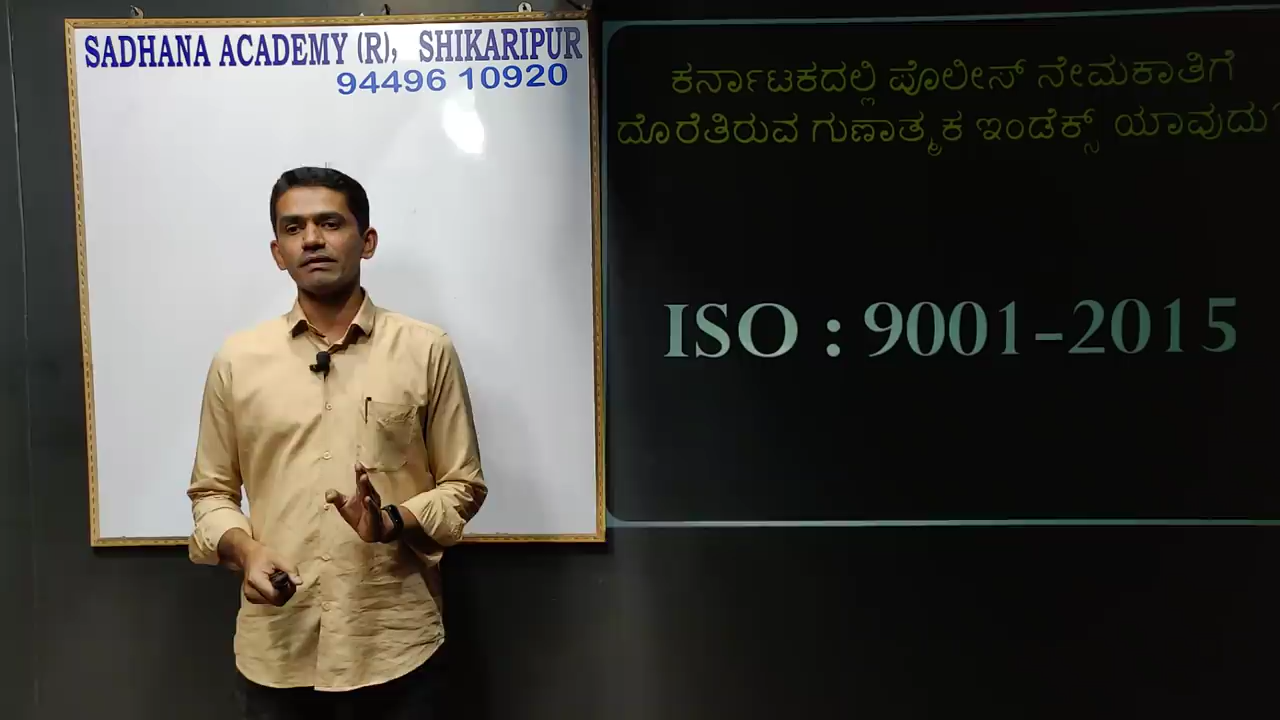 SADHANA ACADEMY (R), SHIKARIPUR
94496 10920
ಕರ್ನಾಟಕದಲ್ಲಿ ಪೊಲೀಸ್ ನೇಮಕಾತಿಗೆ
ದೊರೆತಿರುವ ಗುಣಾತ್ಮಕ ಇಂಡೆಕ್ಸ್ ಯಾವುದು?
ISO : 9001-2015